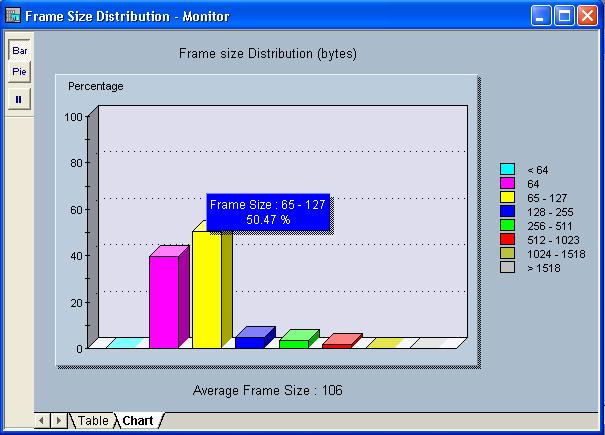 Frame Size Distribution - Monitor
Bar
Pie
Frame size Distribution (bytes)
Percentage
100
80
60
40
20
0
Frame Size : 65 - 127
50.47 %
< 64
64
65 - 127
128 - 255
256 - 511
512 - 1023
1024 - 1518
> 1518
Average Frame Size : 106
Table
Chart